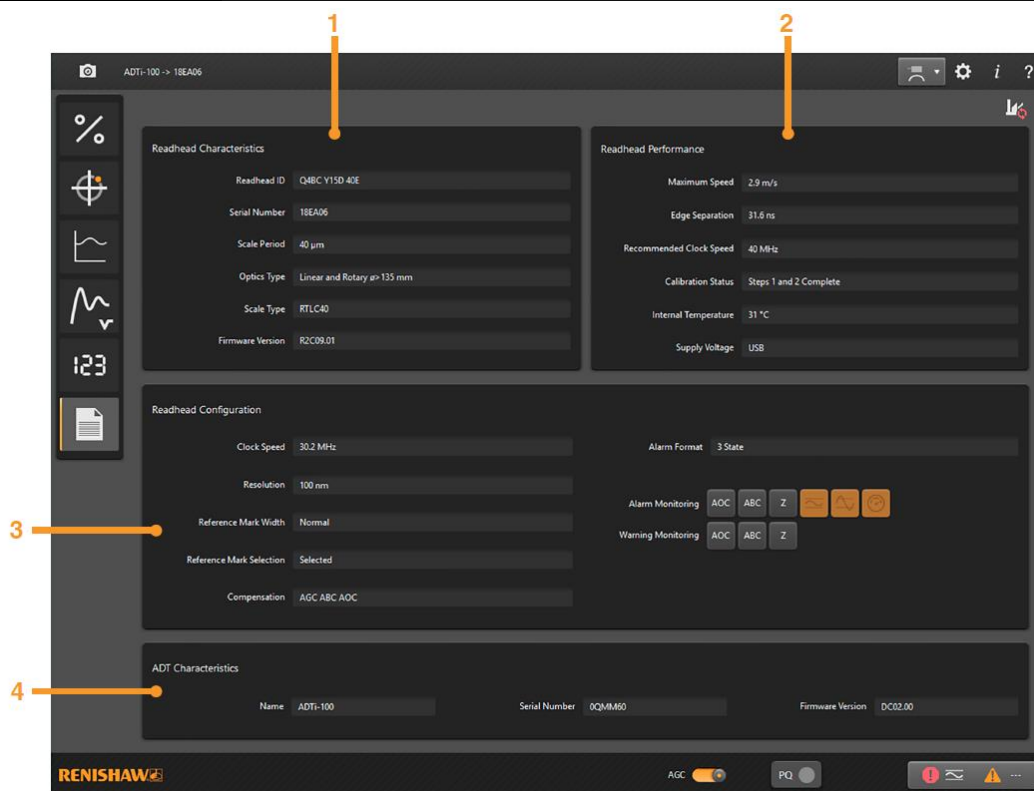 1
2
ADTi-100 -> 18EA06
i
?
%
Readhead Characteristics
Readhead ID Q4BC Y15D 40E
Serial Number 18EA06
Scale Period 40 µm
Optics Type Linear and Rotary ø>135 mm
Scale Type RTLC40
Firmware Version R2C09.01
Readhead Performance
Maximum Speed 2.9 m/s
Edge Separation 31.6 ns
Recommended Clock Speed 40 MHz
Calibration Status Steps 1 and 2 Complete
Internal Temperature 31 °C
Supply Voltage USB
123
Readhead Configuration
Clock Speed 30.2 MHz
Resolution 100 nm
3
Reference Mark Width Normal
Reference Mark Selection Selected
Compensation AGC ABC AOC
Alarm Format 3 State
Alarm Monitoring AOC ABC Z
Warning Monitoring AOC ABC Z
4
ADT Characteristics
Name ADTi-100 Serial Number 0QMM60 Firmware Version DC02.00
RENISHAW AGC PQ ! ! ---